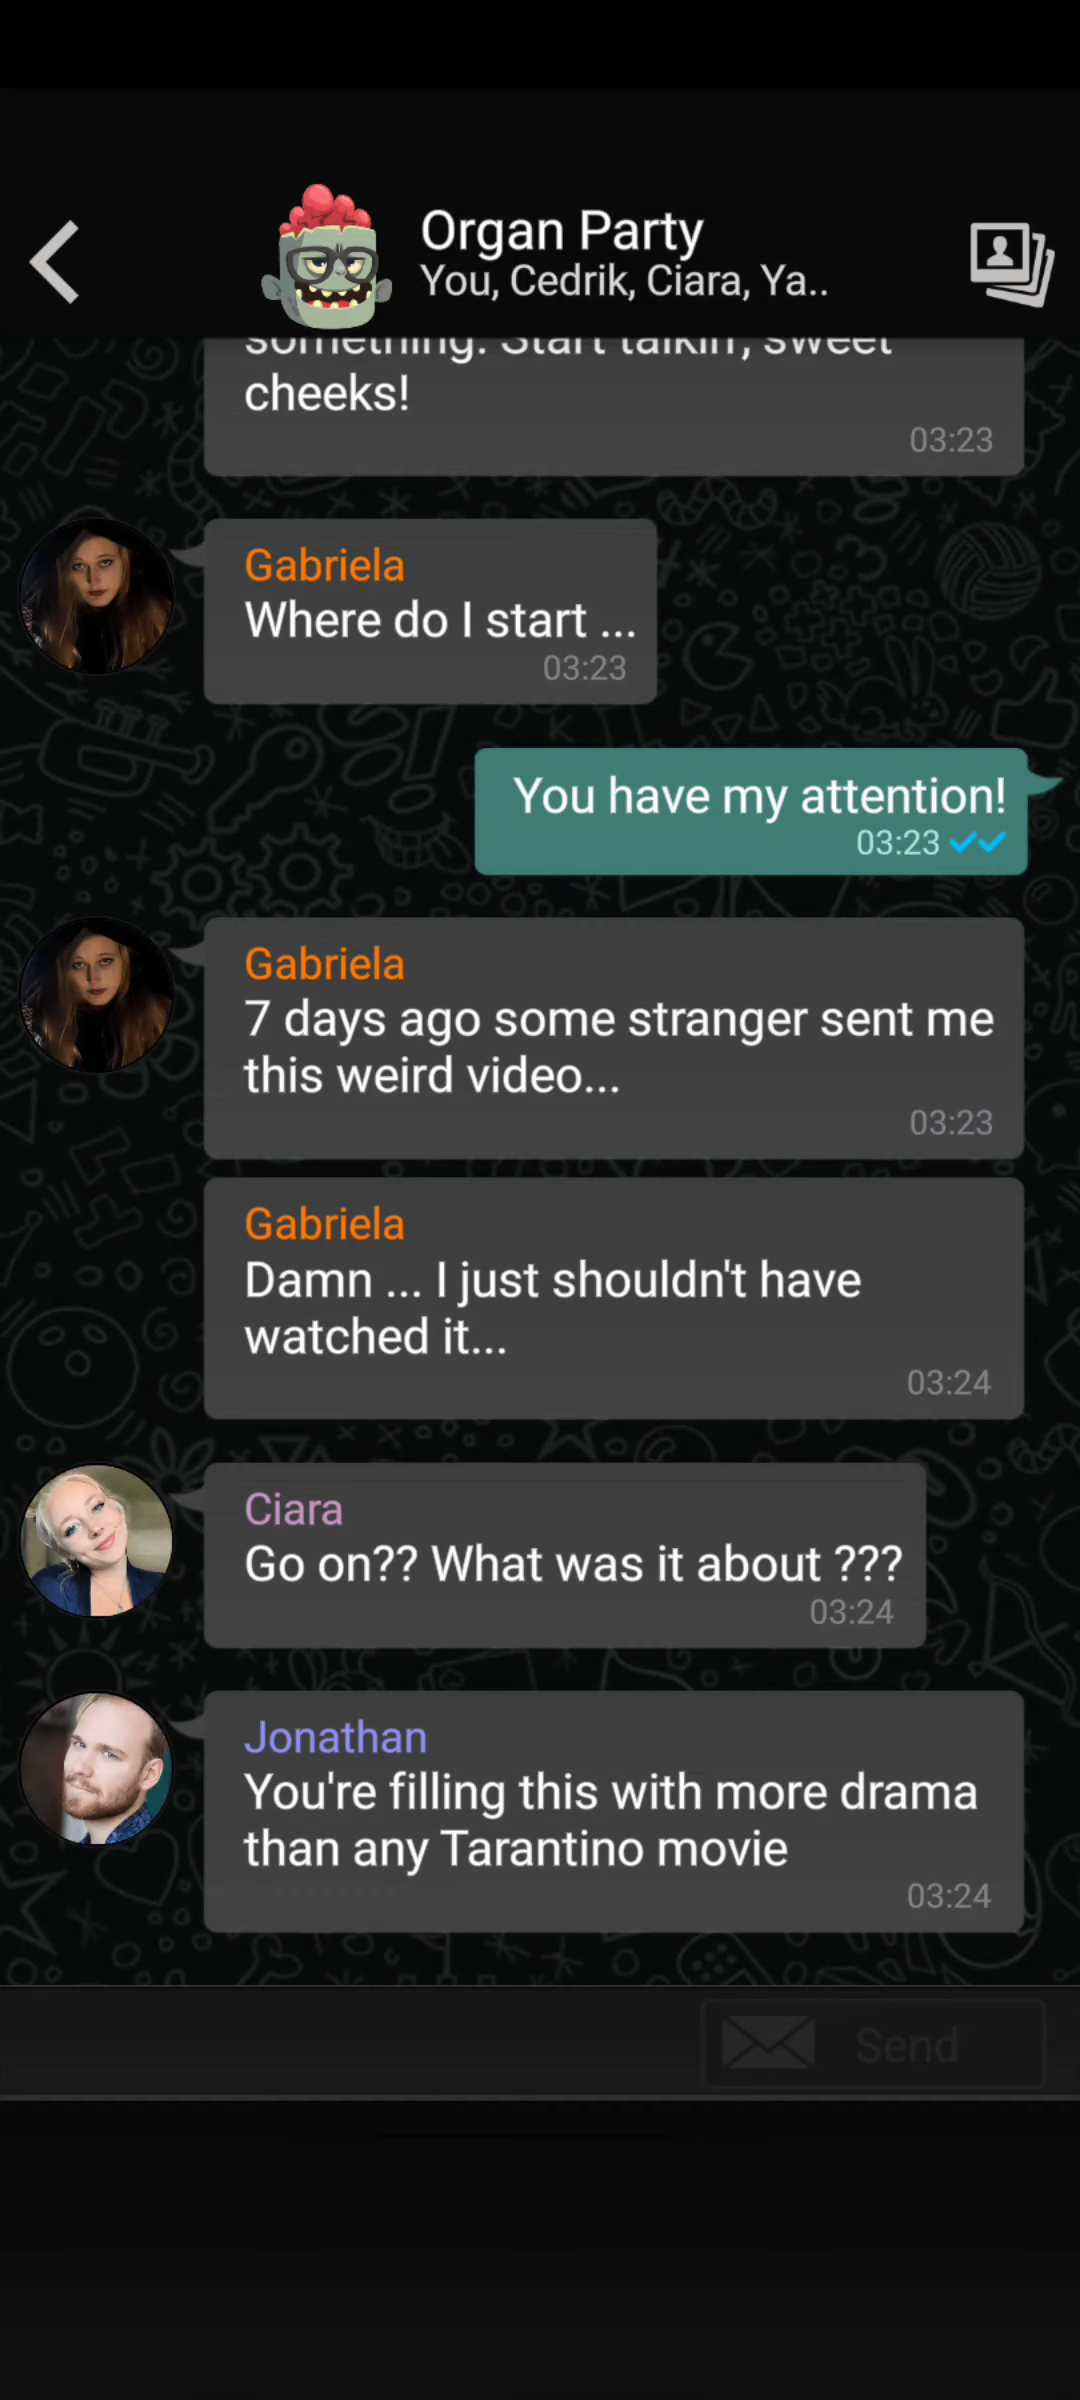 Organ Party
You, Cedrik, Ciara, Ya..
something. Start talkin, sweet
cheeks!
03:23
Gabriela
Where do I start ...
03:23
You have my attention!
03:23
Gabriela
7 days ago some stranger sent me
this weird video...
03:23
Gabriela
Damn ... I just shouldn't have
watched it...
03:24
Ciara
Go on?? What was it about ???
03:24
Jonathan
You're filling this with more drama
than any Tarantino movie
03:24
Send